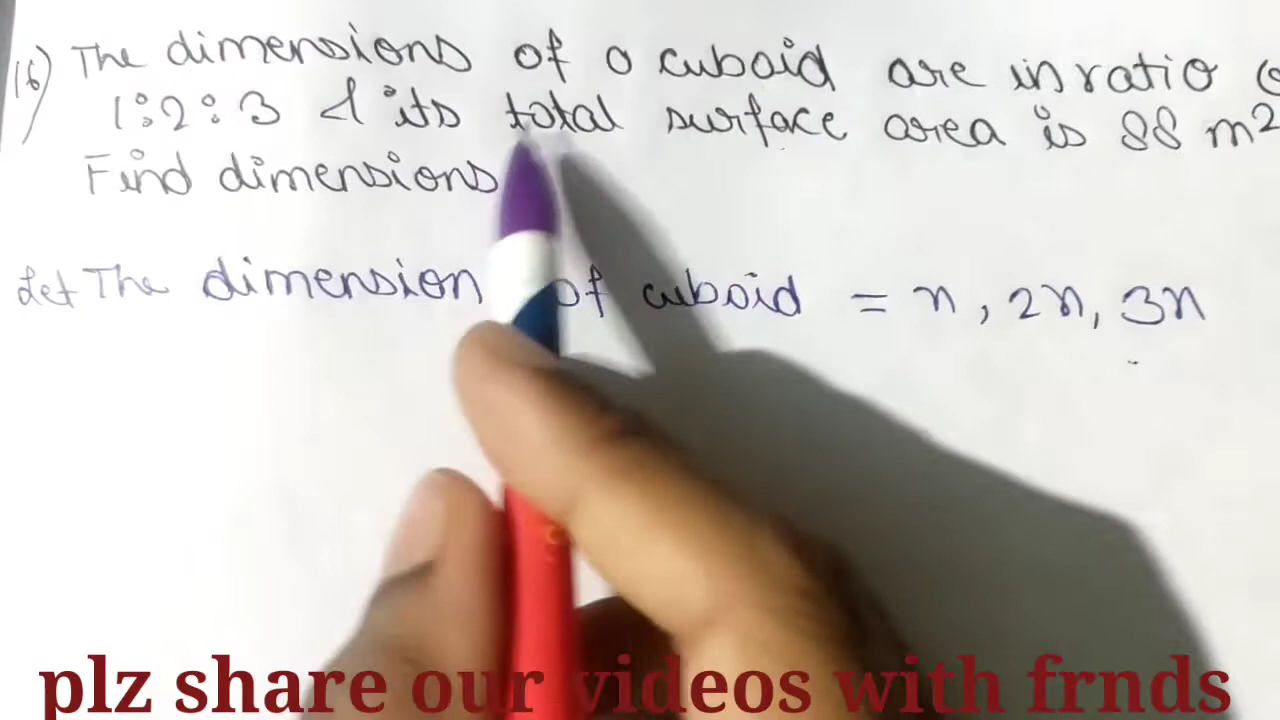 16) The dimensions of a cuboid are in ratio
1:2:3 & its total surface area is 88 m²
Find dimensions
Let The dimension of cuboid = x, 2x, 3x
plz share our videos with frnds